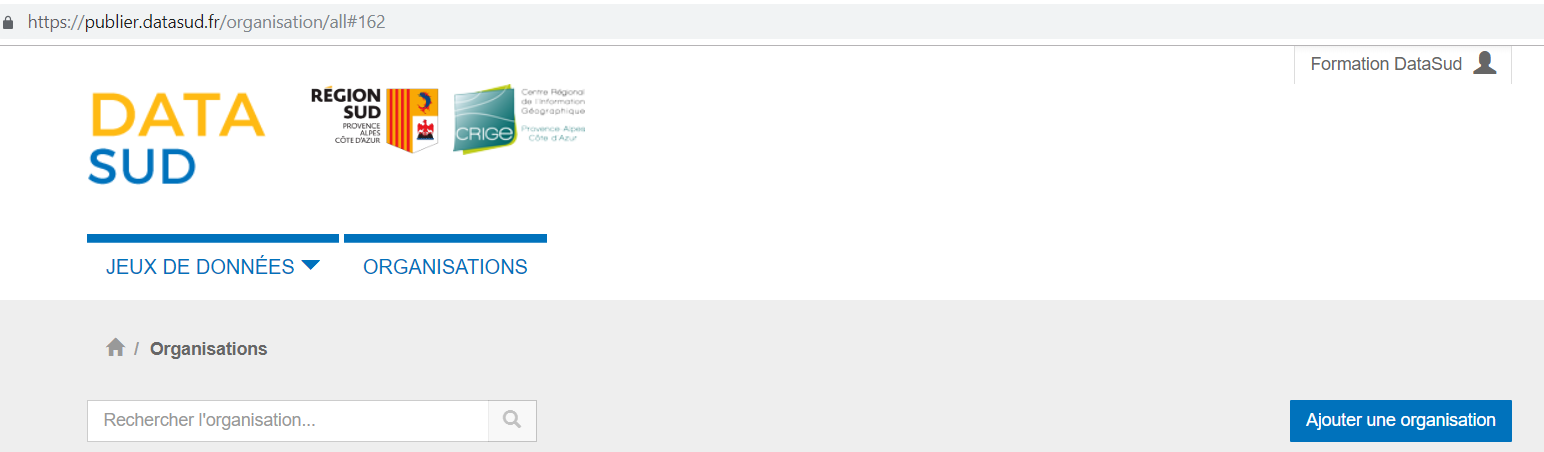 https://publier.datasud.fr/organisation/all#162
Formation DataSud
DATA
SUD
RÉGION
SUD
PROVENCE
ALPES
CÔTE D'AZUR
CRIGE
Centre Régional
de l'Information
Géographique
Provence Alpes
Côte d'Azur
JEUX DE DONNÉES
ORGANISATIONS
/ Organisations
Rechercher l'organisation...
Ajouter une organisation